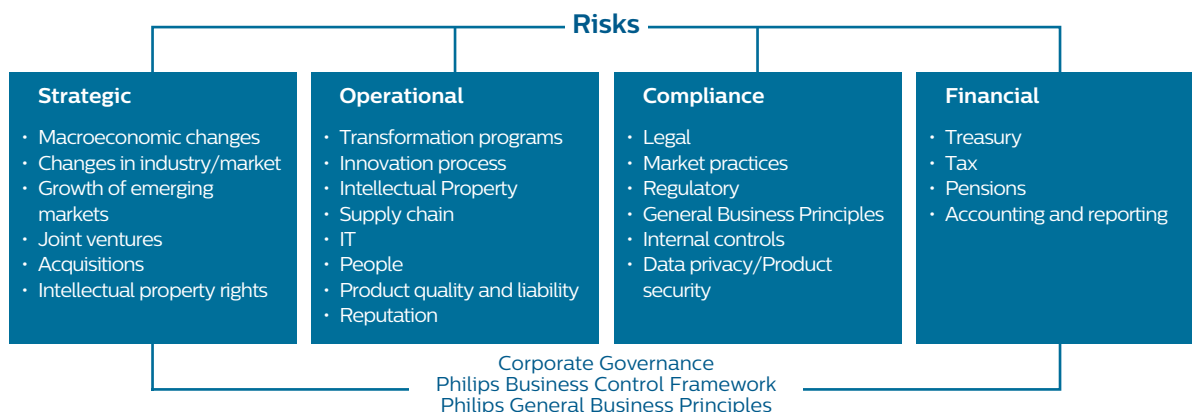 Risks
Strategic
• Macroeconomic changes
• Changes in industry/market
• Growth of emerging
markets
• Joint ventures
• Acquisitions
• Intellectual property rights
Operational
• Transformation programs
• Innovation process
• Intellectual Property
• Supply chain
• IT
• People
• Product quality and liability
• Reputation
Compliance
• Legal
• Market practices
• Regulatory
• General Business Principles
• Internal controls
• Data privacy/Product
security
Financial
• Treasury
• Tax
• Pensions
• Accounting and reporting
Corporate Governance
Philips Business Control Framework
Philips General Business Principles